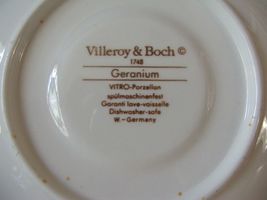 Villeroy & Boch ©
1748
Geranium
VITRO-Porzellan
spülmaschinenfest
Garanti lave-vaisselle
Dishwasher-safe
W.-Germany